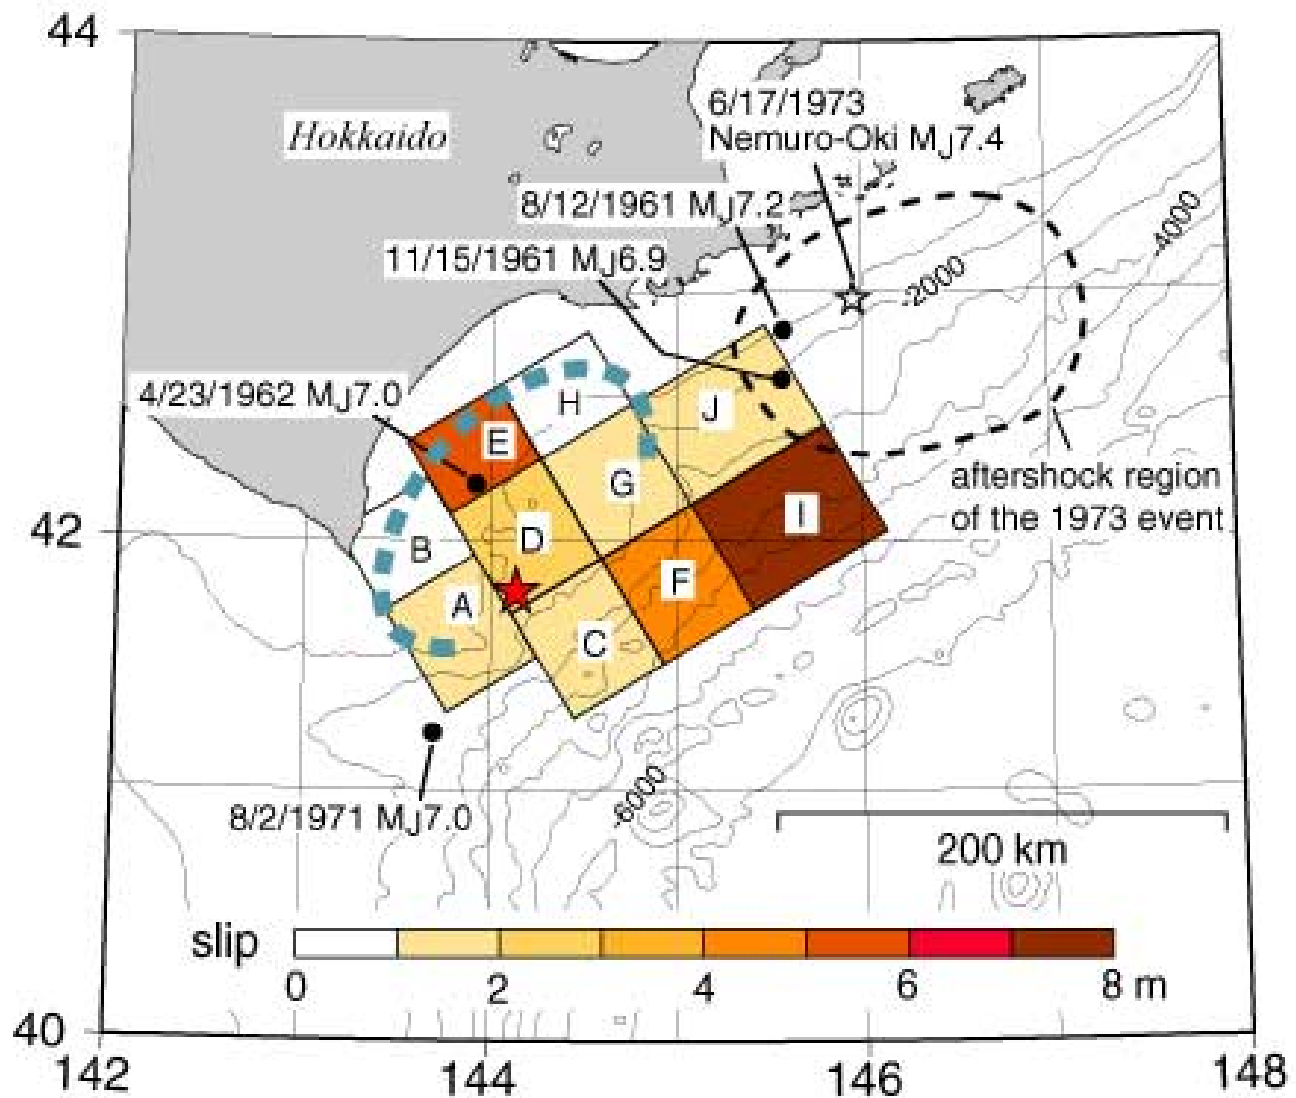 44
6/17/1973
Nemuro-Oki MJ7.4
Hokkaido
8/12/1961 MJ7.2
-4000
11/15/1961 MJ6.9
-2000
4/23/1962 MJ7.0
H
J
E
G
aftershock region
of the 1973 event
I
42
D
B
F
A
C
-6000
8/2/1971 MJ7.0
200 km
slip
0 2 4 6 8 m
40
142 144 146 148